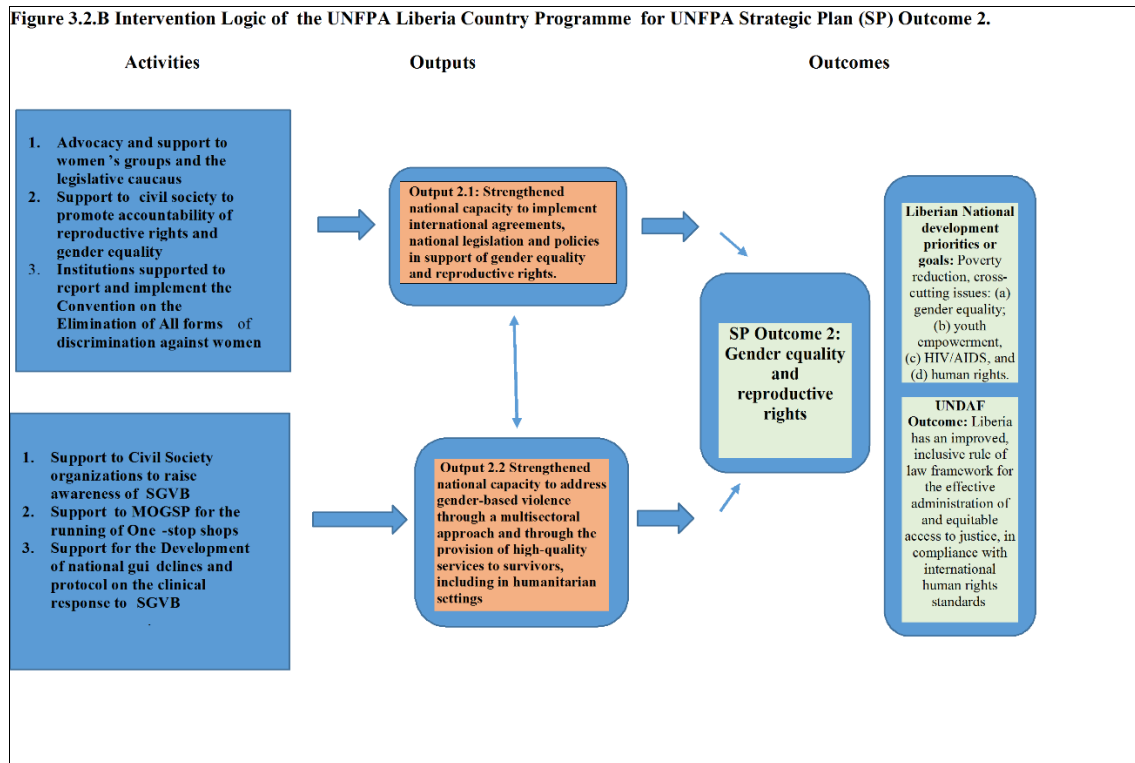 Figure 3.2.B Intervention Logic of the UNFPA Liberia Country Programme for UNFPA Strategic Plan (SP) Outcome 2.
Activities
Outputs
Outcomes
1. Advocacy and support to
women's groups and the
legislative caucaus
2. Support to civil society to
promote accountability of
reproductive rights and
gender equality
3. Institutions supported to
report and implement the
Convention on the
Elimination of All forms of
discrimination against women
Output 2.1: Strengthened
national capacity to implement
international agreements,
national legislation and policies
in support of gender equality
and reproductive rights.
1. Support to Civil Society
organizations to raise
awareness of SGVB
2. Support to MOGSP for the
running of One -stop shops
3. Support for the Development
of national gui delines and
protocol on the clinical
response to SGVB
.
Output 2.2 Strengthened
national capacity to address
gender-based violence
through a multisectoral
approach and through the
provision of high-quality
services to survivors,
including in humanitarian
settings
SP Outcome 2:
Gender equality
and
reproductive
rights
Liberian National
development
priorities or
goals: Poverty
reduction, cross-
cutting issues: (a)
gender equality;
(b) youth
empowerment,
(c) HIV/AIDS, and
(d) human rights.
UNDAF
Outcome: Liberia
has an improved,
inclusive rule of
law framework for
the effective
administration of
and equitable
access to justice, in
compliance with
international
human rights
standards